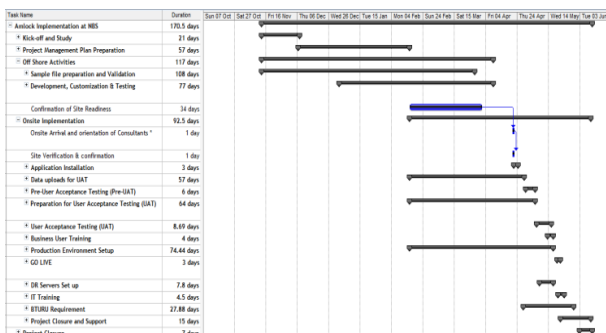 Task Name Duration Sun 07 Oct Sat 27 Oct Fri 16 Nov Thu 06 Dec Wed 26 Dec Tue 15 Jan Mon 04 Feb Sun 24 Feb Sat 15 Mar Fri 04 Apr Thu 24 Apr Wed 14 May Tue 03 Jun
Amlock Implementation at MBS 170.5 days
Kick-off and Study 21 days
Project Management Plan Preparation 57 days
Off Shore Activities 117 days
Sample file preparation and Validation 108 days
Development, Customization & Testing 77 days
Confirmation of Site Readiness 34 days
Onsite Implementation 92.5 days
Onsite Arrival and orientation of Consultants * 1 day
Site Verification & confirmation 1 day
Application Installation 3 days
Data uploads for UAT 57 days
Pre-User Acceptance Testing (Pre-UAT) 6 days
Preparation for User Acceptance Testing (UAT) 64 days
User Acceptance Testing (UAT) 8.69 days
Business User Training 4 days
Production Environment Setup 74.44 days
GO LIVE 3 days
DR Servers Set up 7.8 days
IT Training 4.5 days
BTURU Requirement 27.88 days
Project Closure and Support 15 days
Project Closure 7 days